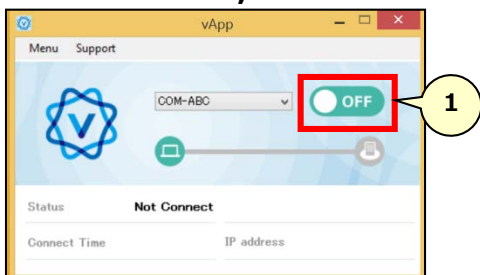 vApp
Menu Support
COM-ABC
OFF
1
V
Status Not Connect
Connect Time IP address